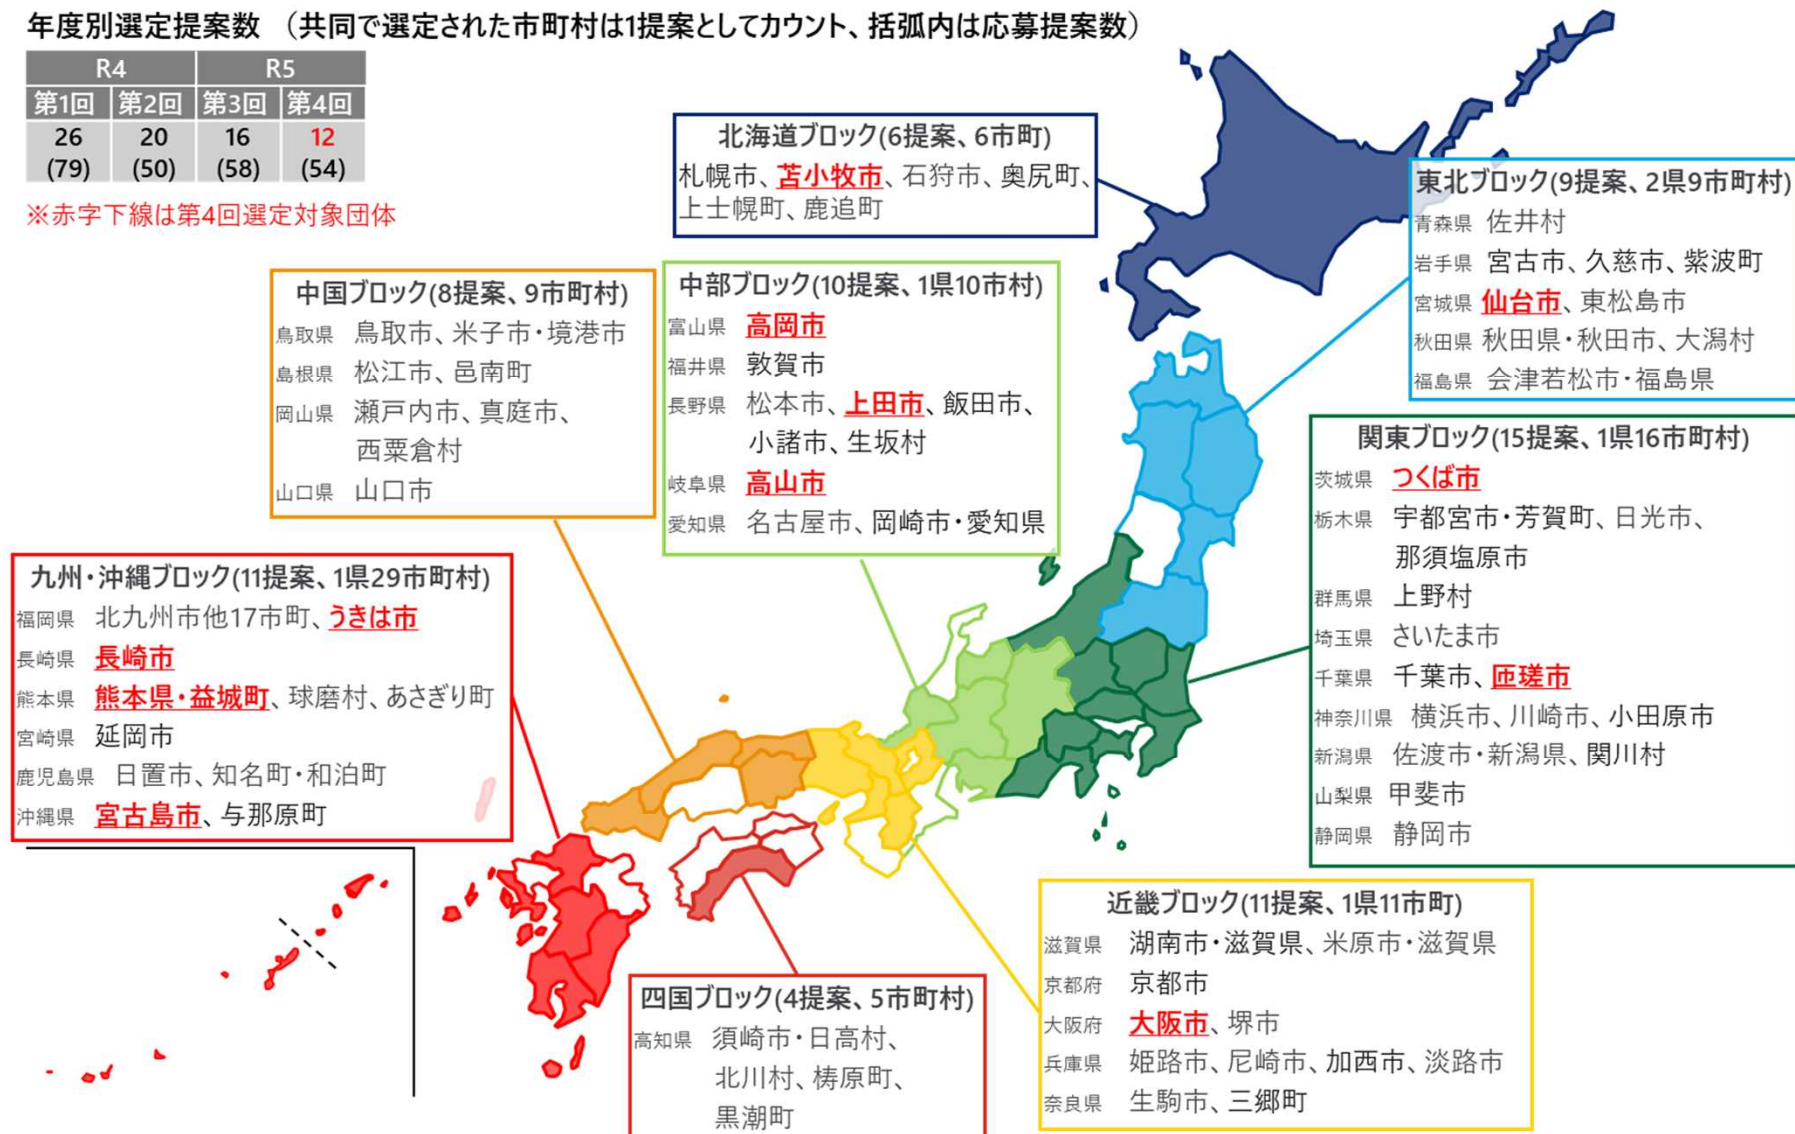 年度別選定提案数 （共同で選定された市町村は1提案としてカウント、括弧内は応募提案数）
R4 R5
第1回 第2回 第3回 第4回
26 20 16 12
(79) (50) (58) (54)
※赤字下線は第4回選定対象団体
北海道ブロック(6提案、6市町)
札幌市、苫小牧市、石狩市、奥尻町、
上士幌町、鹿追町
東北ブロック(9提案、2県9市町村)
青森県 佐井村
岩手県 宮古市、久慈市、紫波町
宮城県 仙台市、東松島市
秋田県 秋田県・秋田市、大潟村
福島県 会津若松市・福島県
中国ブロック(8提案、9市町村)
鳥取県 鳥取市、米子市・境港市
島根県 松江市、邑南町
岡山県 瀬戸内市、真庭市、
西粟倉村
山口県 山口市
中部ブロック(10提案、1県10市村)
富山県 高岡市
福井県 敦賀市
長野県 松本市、上田市、飯田市、
小諸市、生坂村
岐阜県 高山市
愛知県 名古屋市、岡崎市・愛知県
関東ブロック(15提案、1県16市町村)
茨城県 つくば市
栃木県 宇都宮市・芳賀町、日光市、
那須塩原市
群馬県 上野村
埼玉県 さいたま市
千葉県 千葉市、匝瑳市
神奈川県 横浜市、川崎市、小田原市
新潟県 佐渡市・新潟県、関川村
山梨県 甲斐市
静岡県 静岡市
九州・沖縄ブロック(11提案、1県29市町村)
福岡県 北九州市他17市町、うきは市
長崎県 長崎市
熊本県 熊本県・益城町、球磨村、あさぎり町
宮崎県 延岡市
鹿児島県 日置市、知名町・和泊町
沖縄県 宮古島市、与那原町
近畿ブロック(11提案、1県11市町)
滋賀県 湖南市・滋賀県、米原市・滋賀県
京都府 京都市
大阪府 大阪市、堺市
兵庫県 姫路市、尼崎市、加西市、淡路市
奈良県 生駒市、三郷町
四国ブロック(4提案、5市町村)
高知県 須崎市・日高村、
北川村、梼原町、
黒潮町